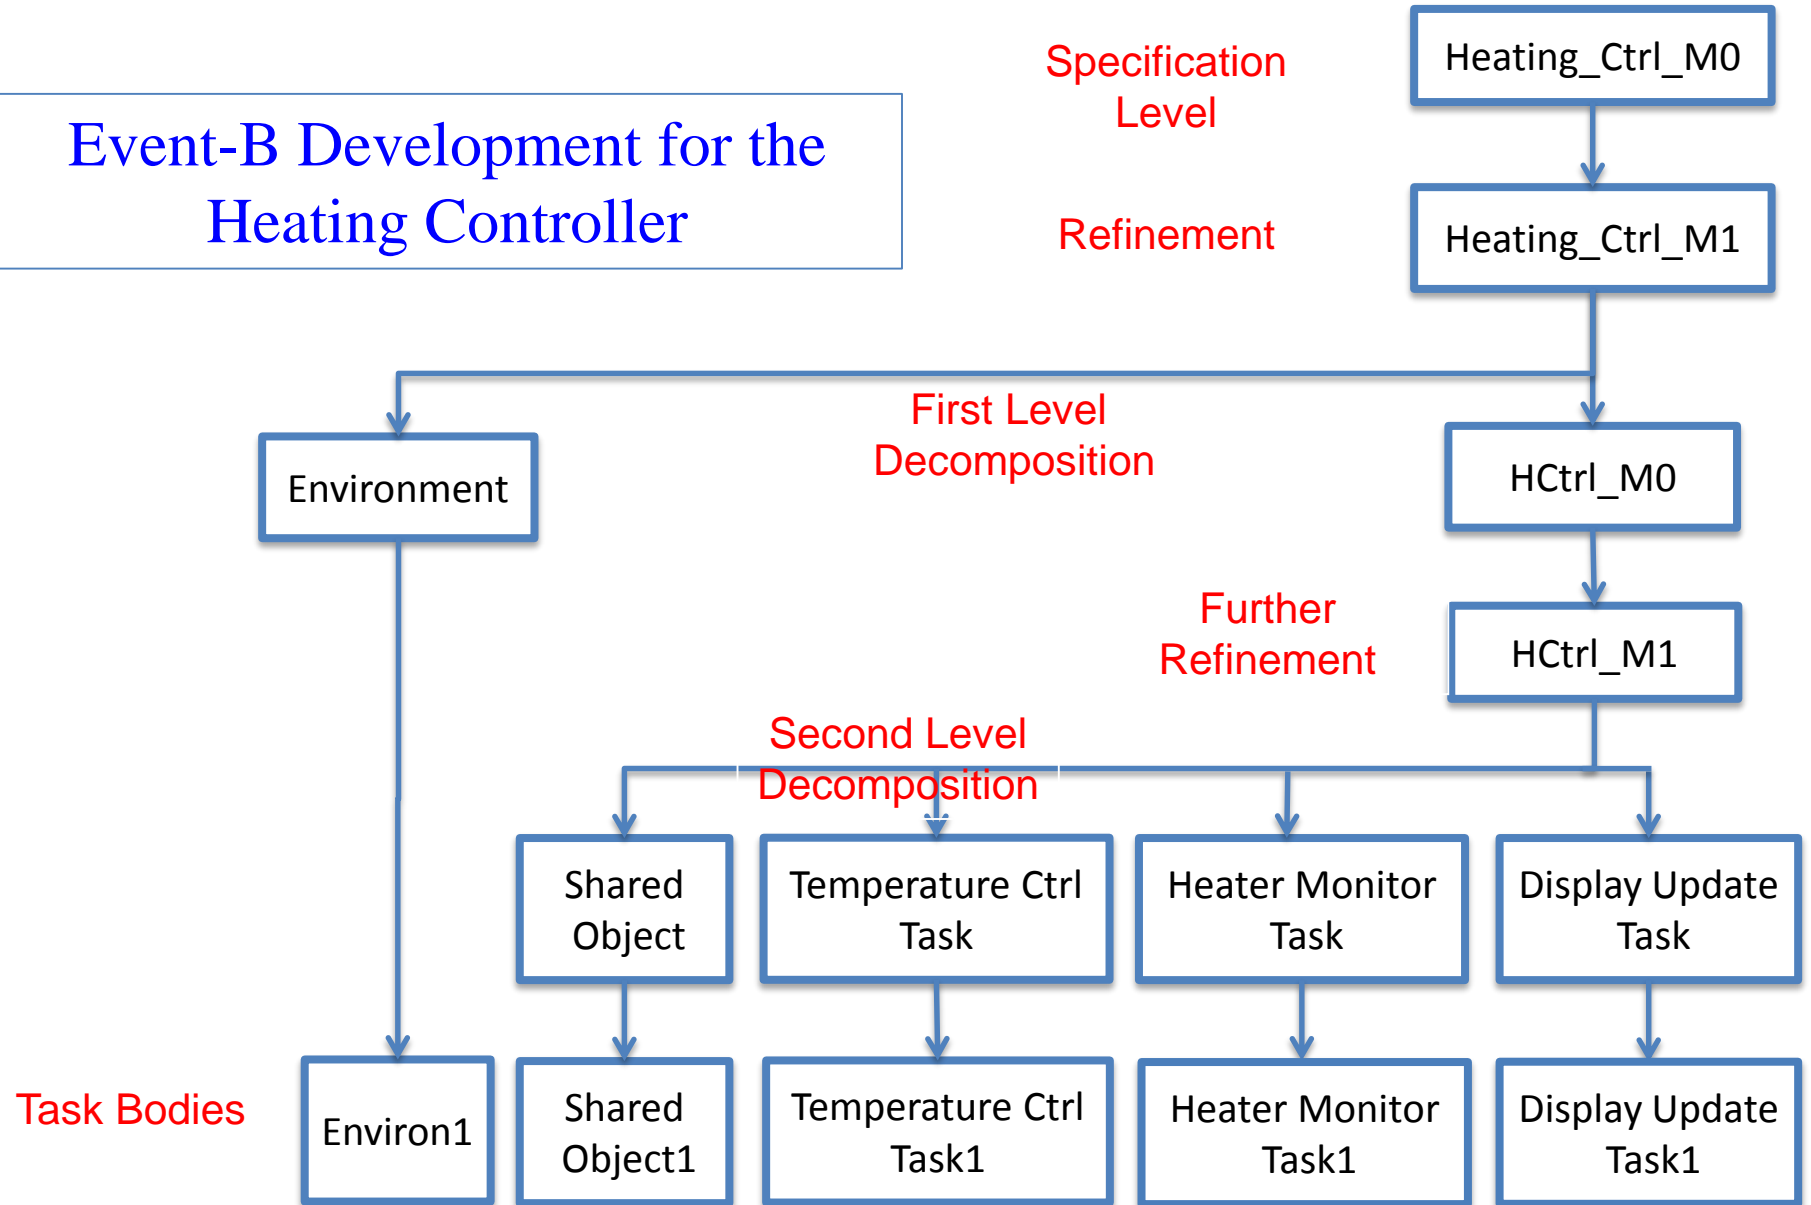 Specification
Level
Heating_Ctrl_M0
Event-B Development for the
Heating Controller
Refinement
Heating_Ctrl_M1
First Level
Decomposition
Environment
HCtrl_M0
Further
Refinement
HCtrl_M1
Second Level
Decomposition
Shared
Object
Temperature Ctrl
Task
Heater Monitor
Task
Display Update
Task
Task Bodies
Environ1
Shared
Object1
Temperature Ctrl
Task1
Heater Monitor
Task1
Display Update
Task1